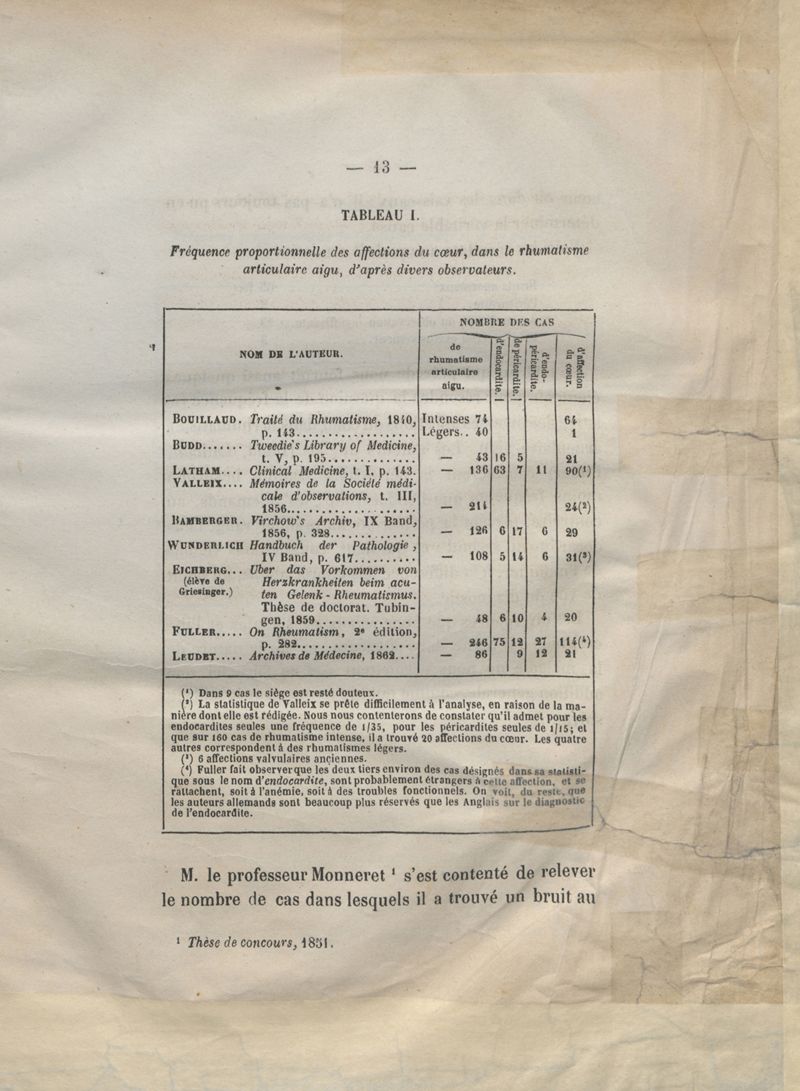 — 13 —
TABLEAU I.
Fréquence proportionnelle des affections du cœur, dans le rhumatisme
articulaire aigu, d'après divers observateurs.
NOM DE L'AUTEUR.
NOMBRE DES CAS
de
rhumatisme
articulaire
aigu.
d'endocardite.
de péricardite.
d'endo-
péricardite.
d'affection
du cœur.
BOUILLAUD. Traité du Rhumatisme, 1840, Intenses 74 64
p. 143.................. Légers.. 40 1
BUDD....... Tweedie's Library of Medicine,
t. V, p. 195.............. — 43 16 5 21
LATHAM.... Clinical Medicine, t. I, p. 143. — 136 63 7 11 90(¹)
VALLEIX.... Mémoires de la Société médi-
cale d'observations, t. III,
1856.................... — 214 24(²)
BAMBERGER. Virchow's Archiv, IX Band,
1856, p. 328.............. — 126 6 17 6 29
WUNDERLICH Handbuch der Pathologie,
IV Band, p. 617.......... — 108 5 14 6 31(³)
EICHBERG... Uber das Vorkommen von
(élève de Herzkrankheiten beim acu-
Griesinger.) ten Gelenk-Rheumatismus.
Thèse de doctorat. Tubin-
gen, 1859................ — 48 6 10 4 20
FULLER..... On Rheumatism, 2e édition,
p. 282................... — 246 75 12 27 114(⁴)
LEUDET..... Archives de Médecine, 1862.... — 86 9 12 21
(¹) Dans 9 cas le siége est resté douteux.
(²) La statistique de Valleix se prête difficilement à l'analyse, en raison de la ma-
nière dont elle est rédigée. Nous nous contenterons de constater qu'il admet pour les
endocardites seules une fréquence de 1/35, pour les péricardites seules de 1/15; et
que sur 160 cas de rhumatisme intense, il a trouvé 20 affections du cœur. Les quatre
autres correspondent à des rhumatismes légers.
(³) 6 affections valvulaires anciennes.
(⁴) Fuller fait observer que les deux tiers environ des cas désignés dans sa statisti-
que sous le nom d'endocardite, sont probablement étrangers à cette affection, et se
rattachent, soit à l'anémie, soit à des troubles fonctionnels. On voit, du reste, que
les auteurs allemands sont beaucoup plus réservés que les Anglais sur le diagnostic
de l'endocardite.
M. le professeur Monneret ¹ s'est contenté de relever
le nombre de cas dans lesquels il a trouvé un bruit au
¹ Thèse de concours, 1851.